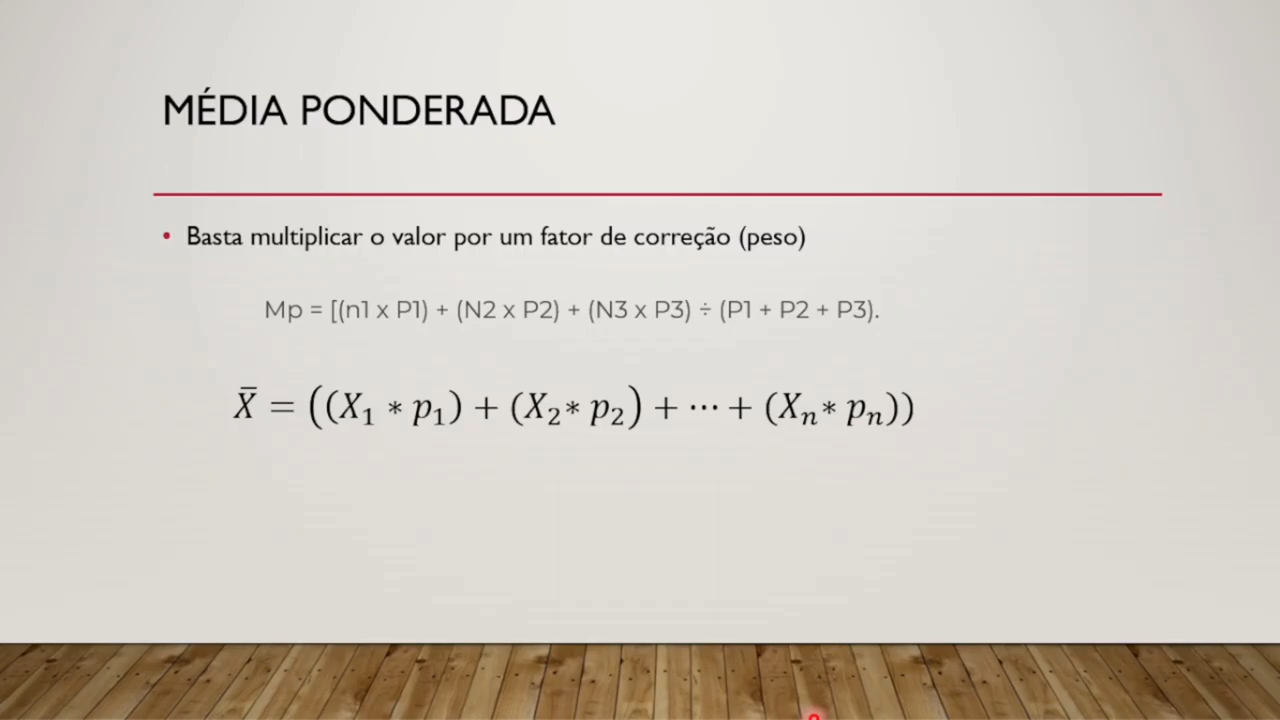 MÉDIA PONDERADA
• Basta multiplicar o valor por um fator de correção (peso)
Mp = [(n1 x P1) + (N2 x P2) + (N3 x P3) ÷ (P1 + P2 + P3).
X̄ = ((X₁ * p₁) + (X₂* p₂) + ⋯ + (Xₙ* pₙ))